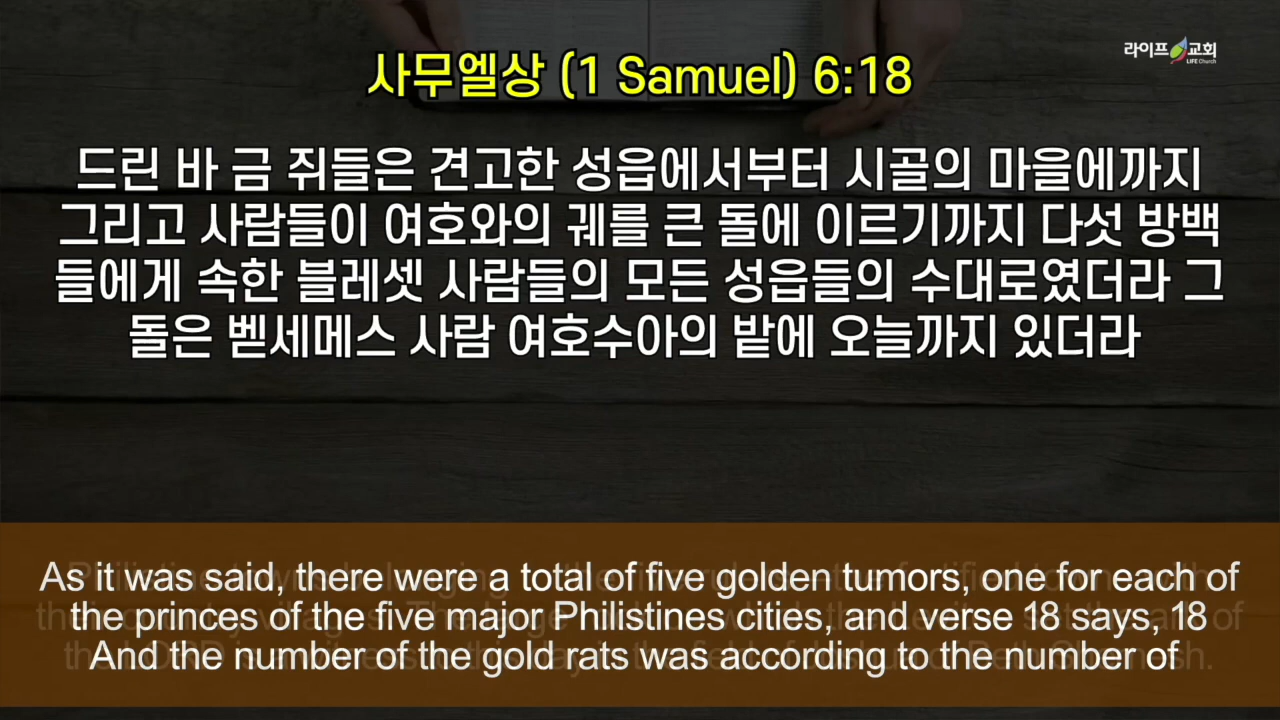 라이프교회
LIFE Church
사무엘상 (1 Samuel) 6:18
드린 바 금 쥐들은 견고한 성읍에서부터 시골의 마을에까지
그리고 사람들이 여호와의 궤를 큰 돌에 이르기까지 다섯 방백
들에게 속한 블레셋 사람들의 모든 성읍들의 수대로였더라 그
돌은 벧세메스 사람 여호수아의 밭에 오늘까지 있더라
As it was said, there were a total of five golden tumors, one for each of
the princes of the five major Philistines cities, and verse 18 says, 18
And the number of the gold rats was according to the number of